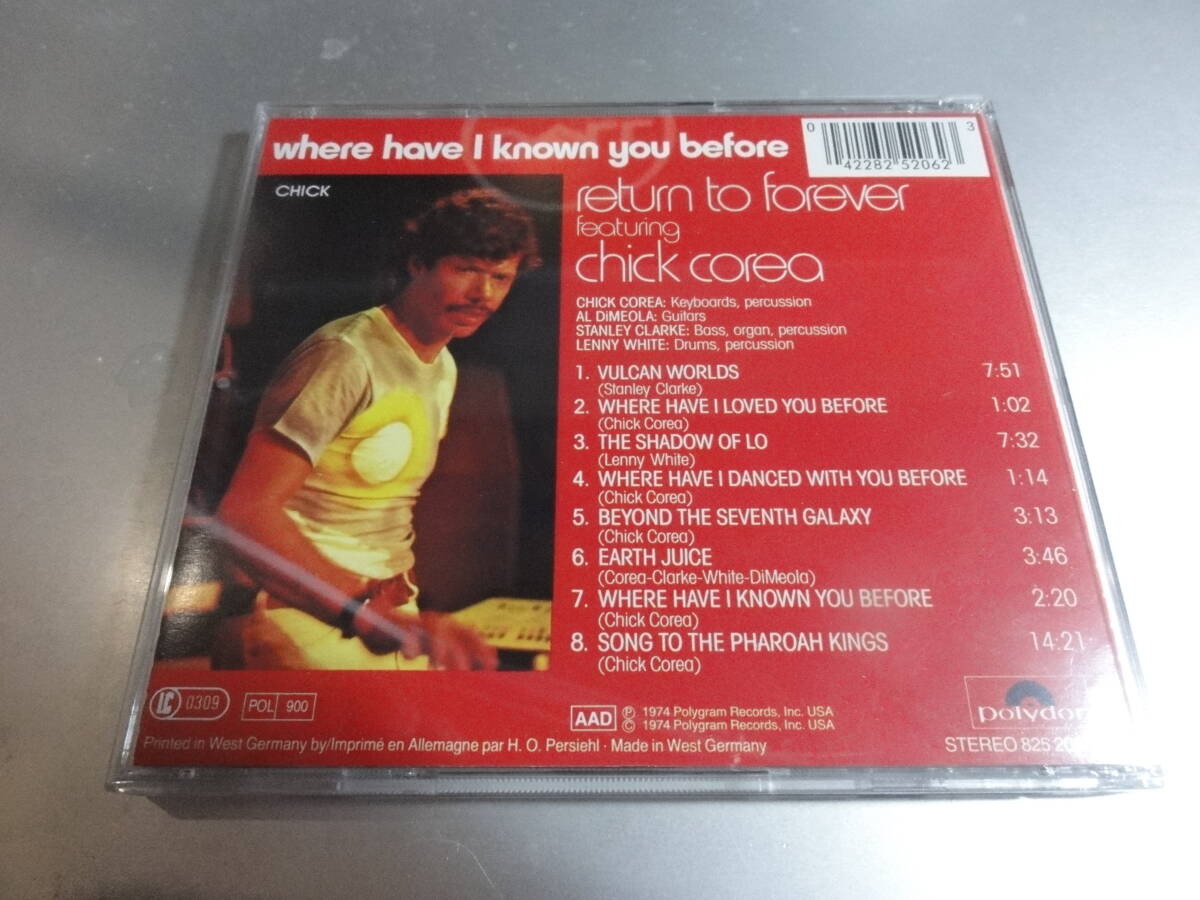 where have I known you before
0 42282 52062 3
CHICK
return to forever
featuring
chick corea
CHICK COREA: Keyboards, percussion
AL DiMEOLA: Guitars
STANLEY CLARKE: Bass, organ, percussion
LENNY WHITE: Drums, percussion
1. VULCAN WORLDS 7:51
(Stanley Clarke)
2. WHERE HAVE I LOVED YOU BEFORE 1:02
(Chick Corea)
3. THE SHADOW OF LO 7:32
(Lenny White)
4. WHERE HAVE I DANCED WITH YOU BEFORE 1:14
(Chick Corea)
5. BEYOND THE SEVENTH GALAXY 3:13
(Chick Corea)
6. EARTH JUICE 3:46
(Corea-Clarke-White-DiMeola)
7. WHERE HAVE I KNOWN YOU BEFORE 2:20
(Chick Corea)
8. SONG TO THE PHAROAH KINGS 14:21
(Chick Corea)
LC 0309 POL 900
AAD ℗ 1974 Polygram Records, Inc. USA
© 1974 Polygram Records, Inc. USA
polydor
Printed in West Germany by/Imprimé en Allemagne par H. O. Persiehl · Made in West Germany
STEREO 825